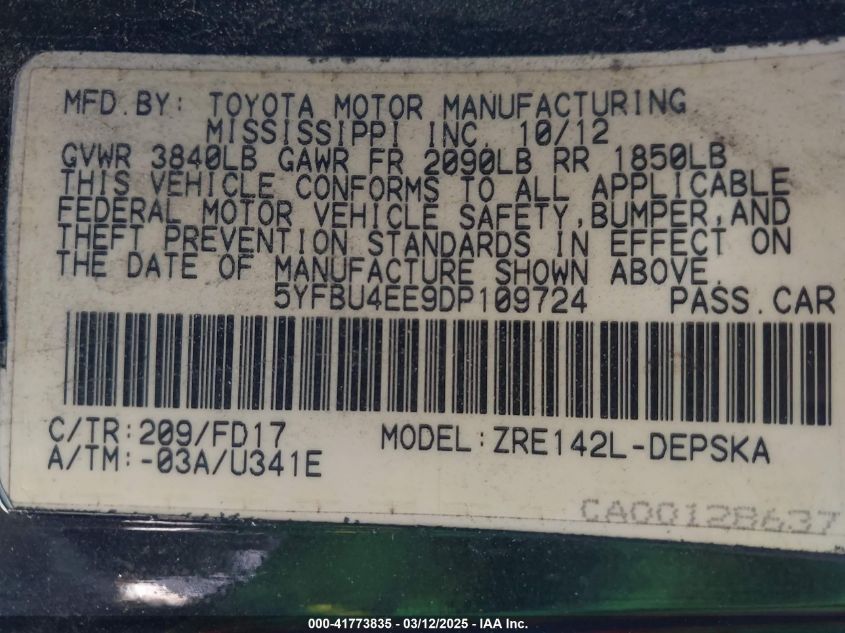 MFD.BY: TOYOTA MOTOR MANUFACTURING
MISSISSIPPI INC. 10/12
GVWR 3840LB GAWR FR 2090LB RR 1850LB
THIS VEHICLE CONFORMS TO ALL APPLICABLE
FEDERAL MOTOR VEHICLE SAFETY,BUMPER,AND
THEFT PREVENTION STANDARDS IN EFFECT ON
THE DATE OF MANUFACTURE SHOWN ABOVE.
5YFBU4EE9DP109724 PASS.CAR
C/TR:209/FD17 MODEL:ZRE142L-DEPSKA
A/TM:-03A/U341E
CA00128637
000-41773835 - 03/12/2025 - IAA Inc.